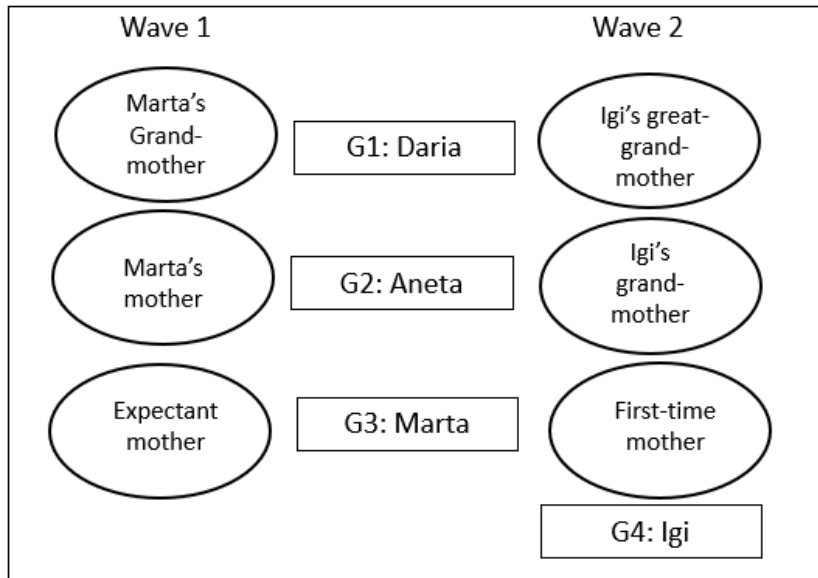 Wave 1
Wave 2
Marta's
Grand-
mother
G1: Daria
Igi's great-
grand-
mother
Marta's
mother
G2: Aneta
Igi's
grand-
mother
Expectant
mother
G3: Marta
First-time
mother
G4: Igi